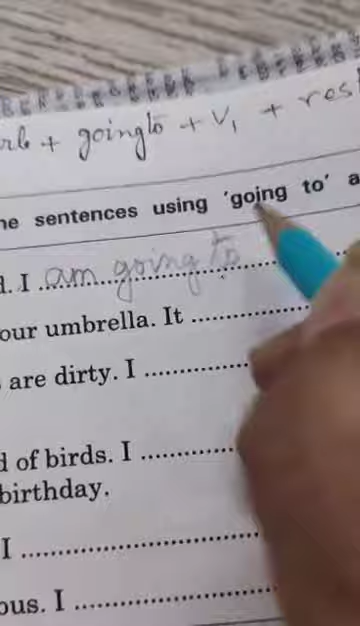 + going to + V₁ + res
he sentences using 'going to' a
d. I am going to
our umbrella. It ........................
are dirty. I ........................
d of birds. I ........................
birthday.
I ........................
ous. I ........................